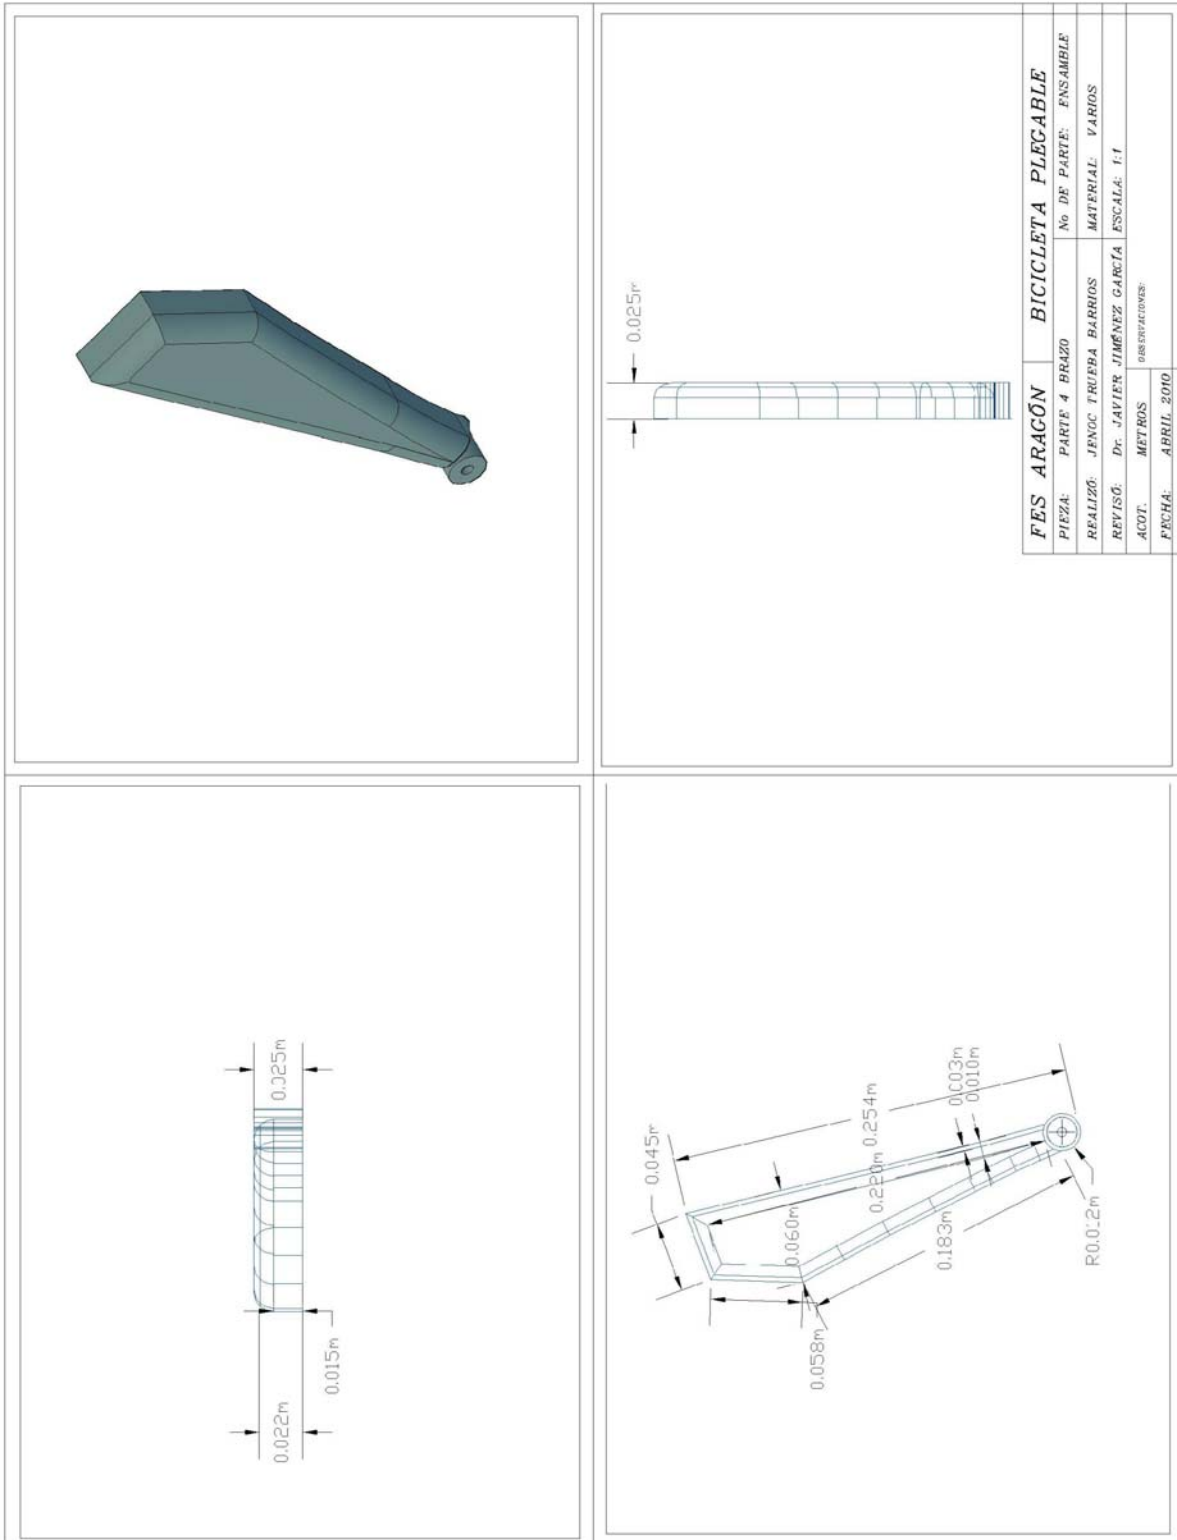 0.025m
FES ARAGÓN BICICLETA PLEGABLE
PIEZA: PARTE 4 BRAZO No DE PARTE: ENSAMBLE
REALIZÓ: JENOC TRUEBA BARRIOS MATERIAL: VARIOS
REVISÓ: Dr. JAVIER JIMÉNEZ GARCÍA ESCALA: 1:1
ACOT. METROS OBSERVACIONES:
FECHA: ABRIL 2010
0.025m
0.015m
0.022m
0.045m
0.254m
0.003m
0.010m
0.220m
0.060m
0.183m
0.058m
R0.012m